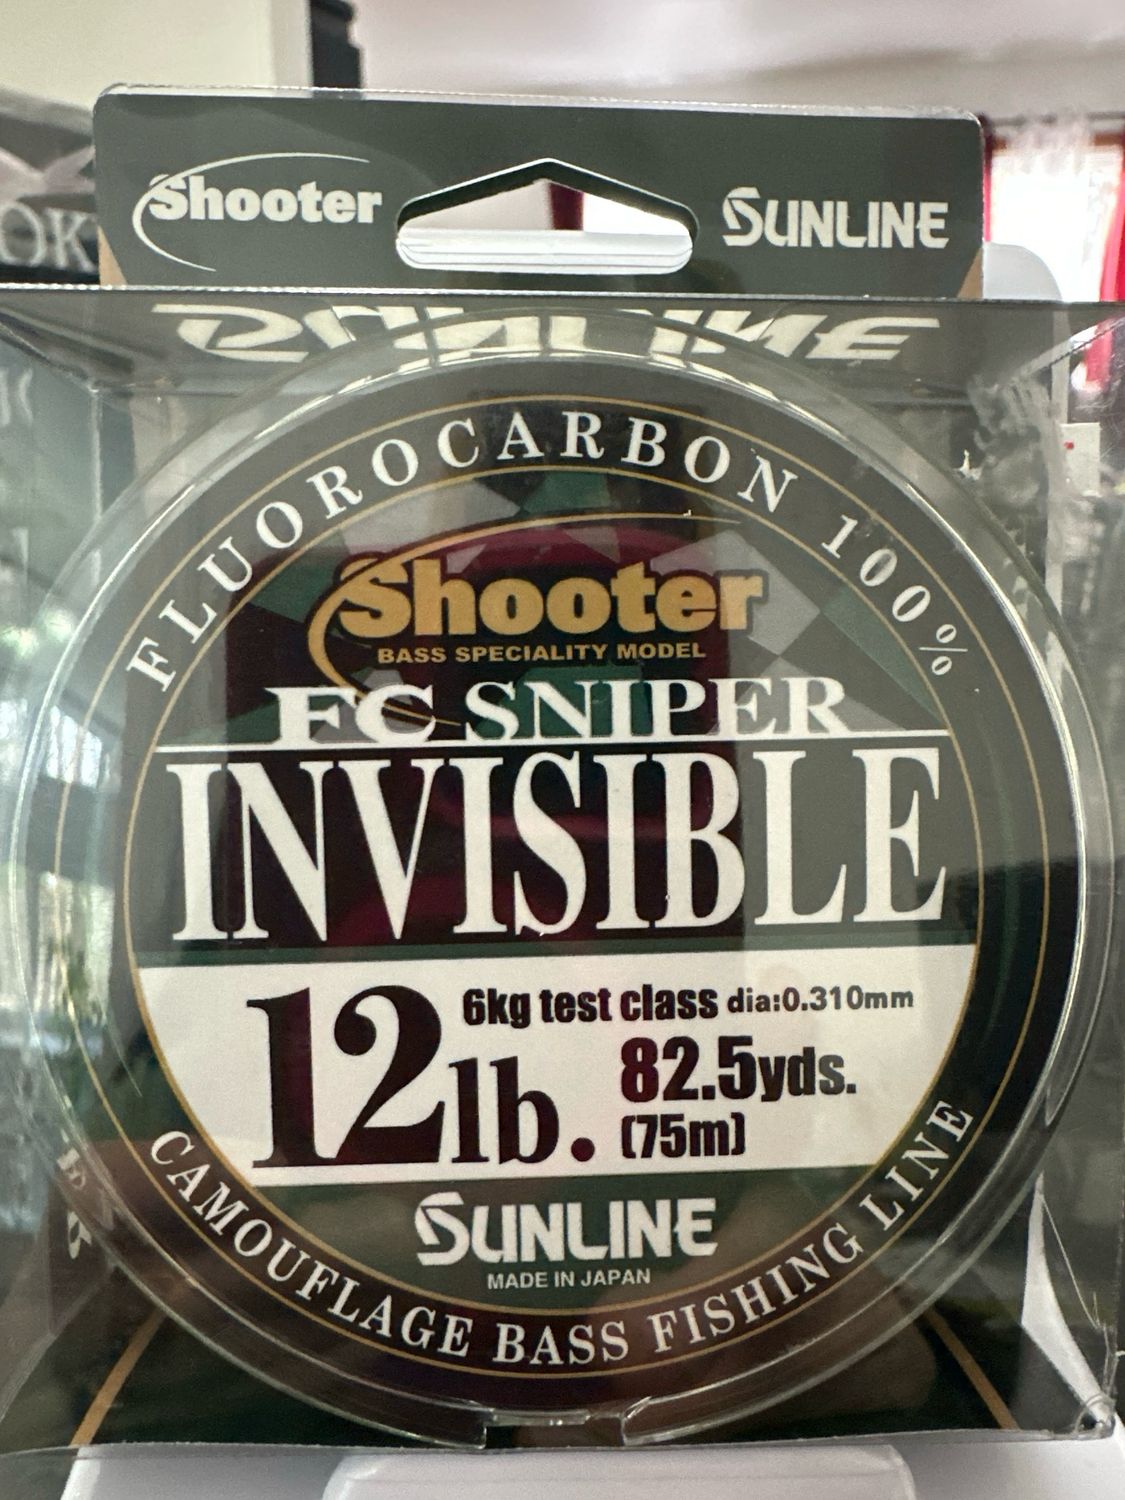 Shooter
SUNLINE
SUNLINE
FLUOROCARBON 100%
Shooter
BASS SPECIALITY MODEL
FC SNIPER
INVISIBLE
12lb.
6kg test class dia:0.310mm
82.5yds.
(75m)
SUNLINE
MADE IN JAPAN
CAMOUFLAGE BASS FISHING LINE